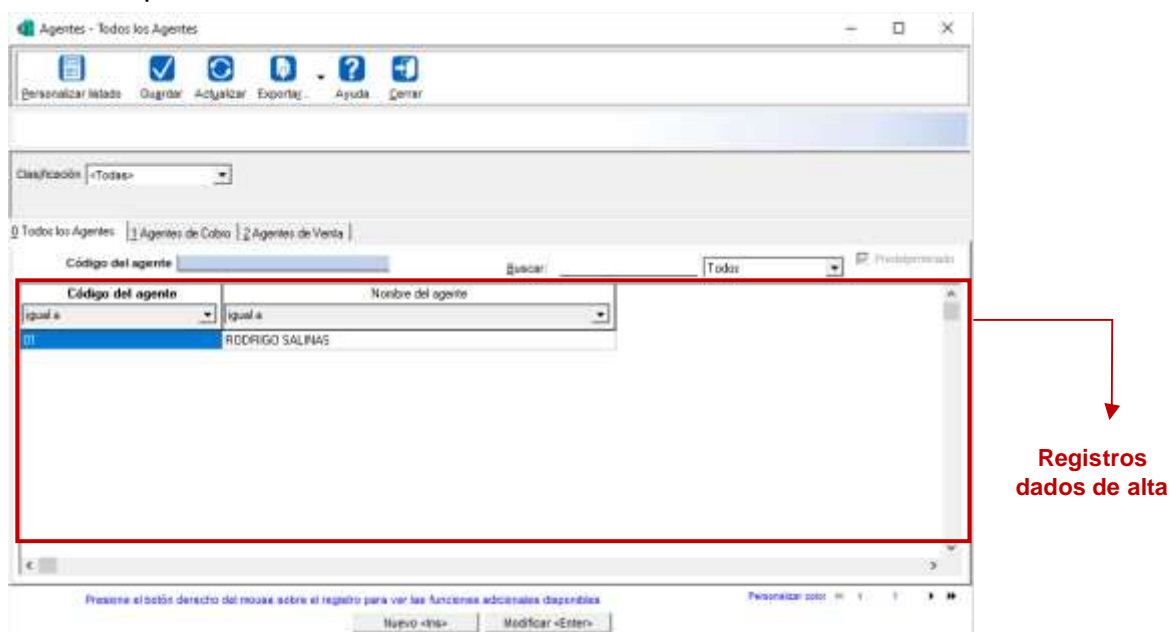 Agentes - Todos los Agentes
Personalizar listado Guardar Actualizar Exportar... Ayuda Cerrar
Clasificación <Todas>
0 Todos los Agentes 1 Agentes de Cobro 2 Agentes de Venta
Código del agente Buscar: Todos Predeterminado
Código del agente Nombre del agente
igual a igual a
01 RODRIGO SALINAS
Registros
dados de alta
Presione el botón derecho del mouse sobre el registro para ver las funciones adicionales disponibles Personalizar color
Nuevo <Ins> Modificar <Enter>